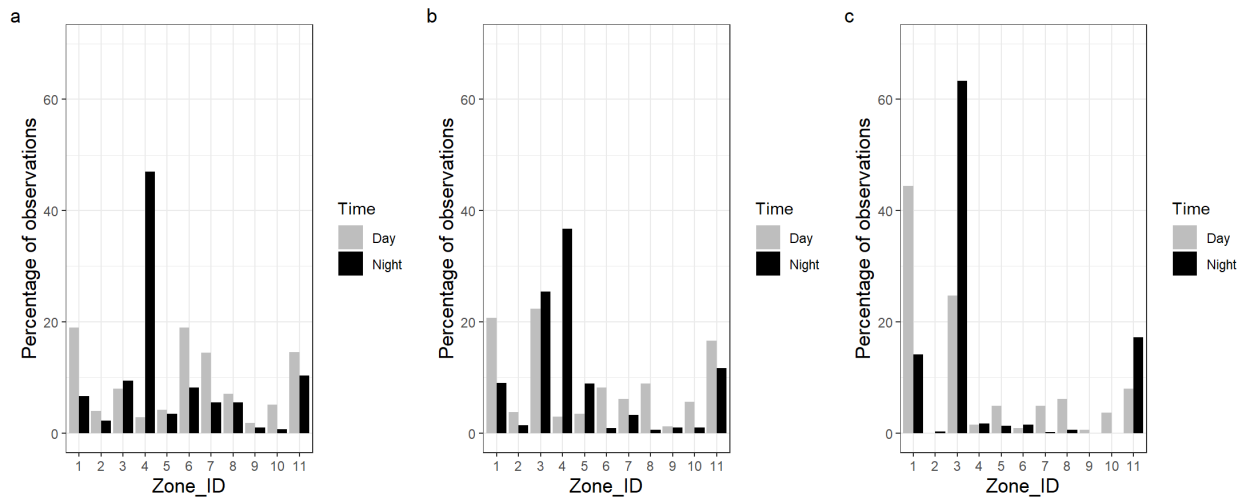 a
Percentage of observations
60
40
20
0
1 2 3 4 5 6 7 8 9 10 11
Zone_ID
Time
Day
Night
b
Percentage of observations
60
40
20
0
1 2 3 4 5 6 7 8 9 10 11
Zone_ID
Time
Day
Night
c
Percentage of observations
60
40
20
0
1 2 3 4 5 6 7 8 9 10 11
Zone_ID
Time
Day
Night